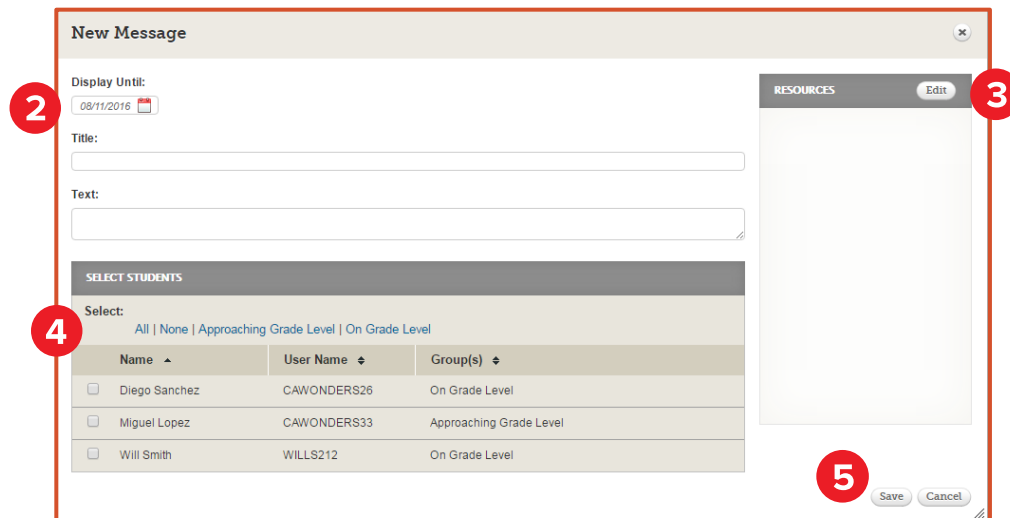 New Message
Display Until:
2
08/11/2016
RESOURCES
Edit
3
Title:
Text:
SELECT STUDENTS
4
Select:
All | None | Approaching Grade Level | On Grade Level
Name User Name Group(s)
Diego Sanchez CAWONDERS26 On Grade Level
Miguel Lopez CAWONDERS33 Approaching Grade Level
Will Smith WILLS212 On Grade Level
5
Save Cancel